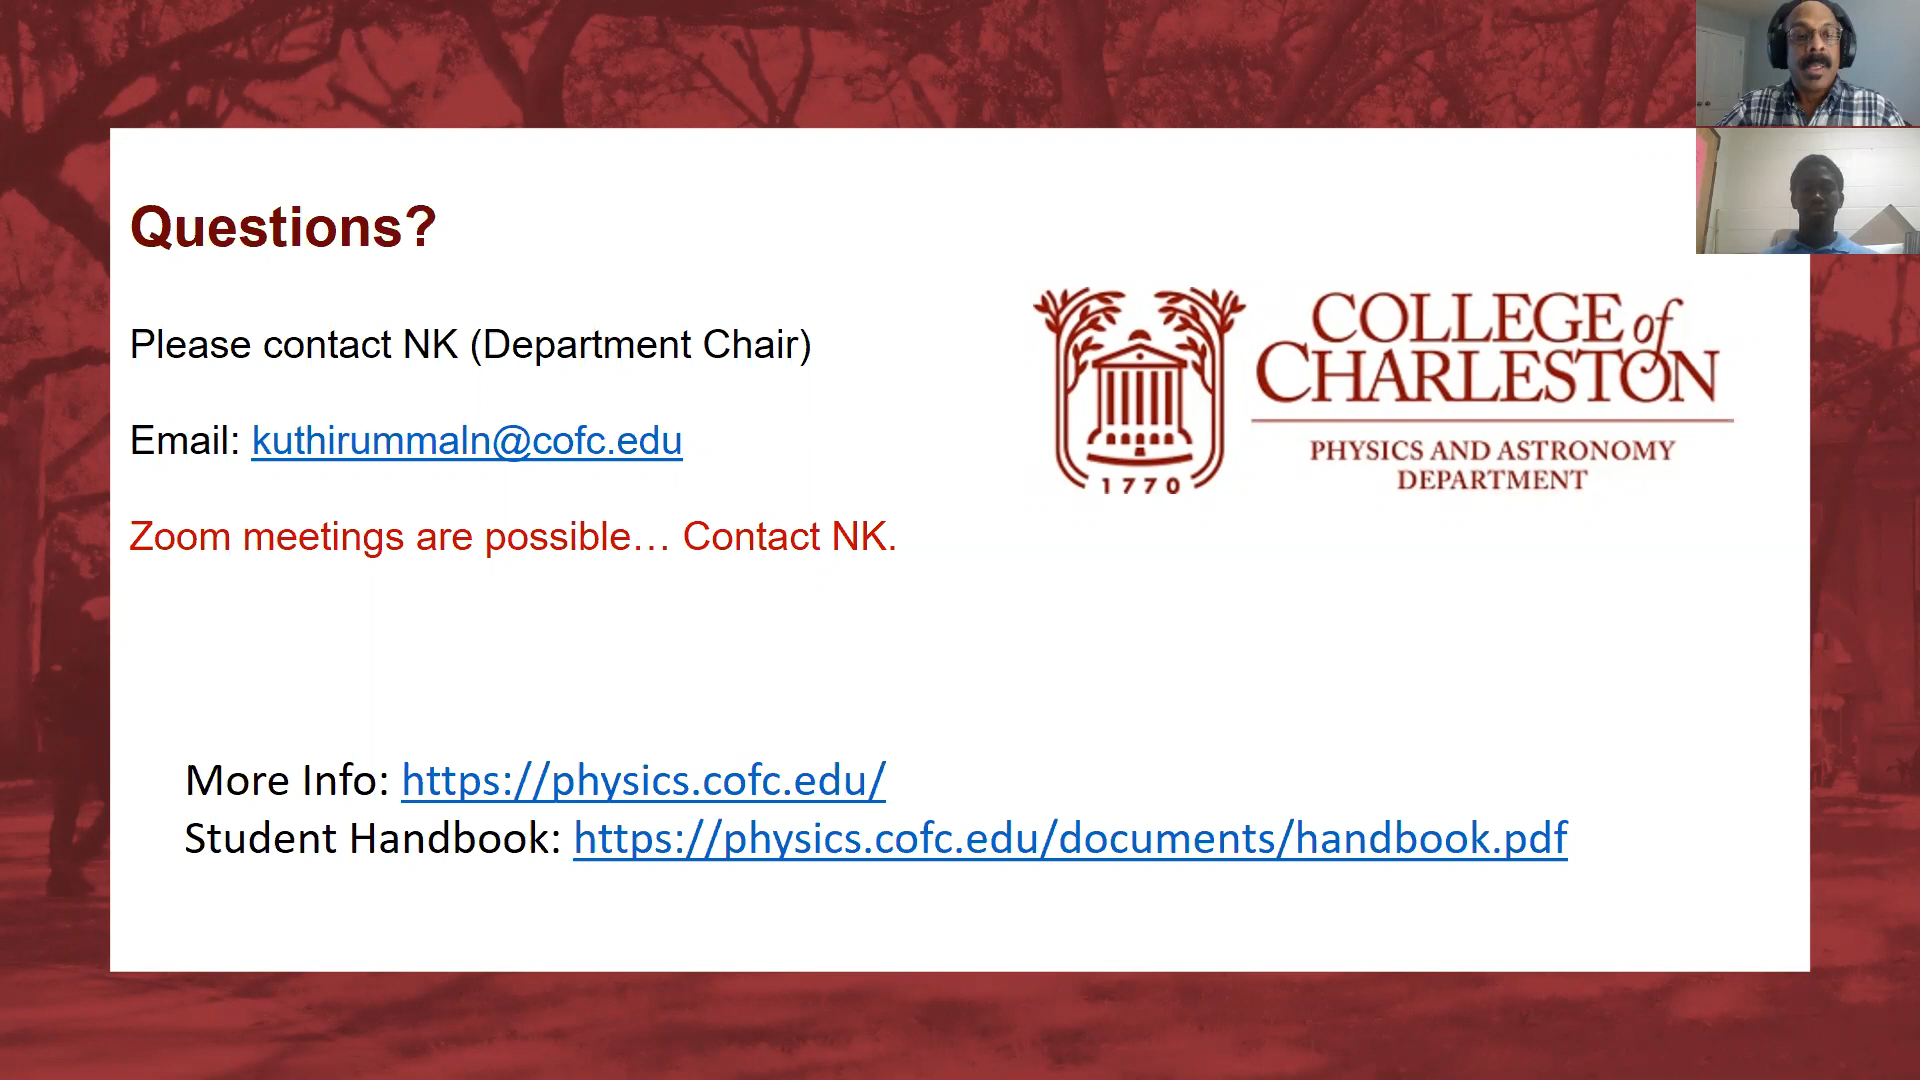 Questions?
Please contact NK (Department Chair)
Email: kuthirummaln@cofc.edu
Zoom meetings are possible… Contact NK.
COLLEGE of
CHARLESTON
PHYSICS AND ASTRONOMY
DEPARTMENT
1770
More Info: https://physics.cofc.edu/
Student Handbook: https://physics.cofc.edu/documents/handbook.pdf